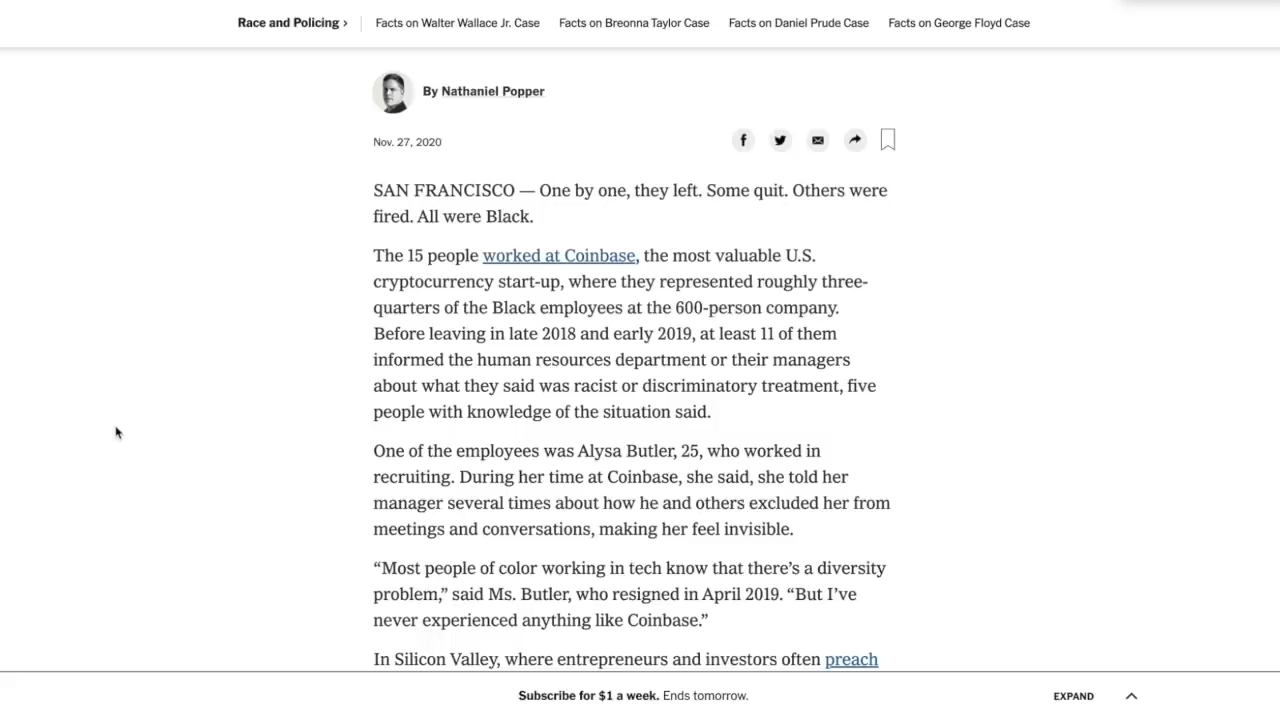 Race and Policing › Facts on Walter Wallace Jr. Case Facts on Breonna Taylor Case Facts on Daniel Prude Case Facts on George Floyd Case
By Nathaniel Popper
Nov. 27, 2020
SAN FRANCISCO — One by one, they left. Some quit. Others were
fired. All were Black.
The 15 people worked at Coinbase, the most valuable U.S.
cryptocurrency start-up, where they represented roughly three-
quarters of the Black employees at the 600-person company.
Before leaving in late 2018 and early 2019, at least 11 of them
informed the human resources department or their managers
about what they said was racist or discriminatory treatment, five
people with knowledge of the situation said.
One of the employees was Alysa Butler, 25, who worked in
recruiting. During her time at Coinbase, she said, she told her
manager several times about how he and others excluded her from
meetings and conversations, making her feel invisible.
“Most people of color working in tech know that there’s a diversity
problem,” said Ms. Butler, who resigned in April 2019. “But I’ve
never experienced anything like Coinbase.”
In Silicon Valley, where entrepreneurs and investors often preach
Subscribe for $1 a week. Ends tomorrow. EXPAND